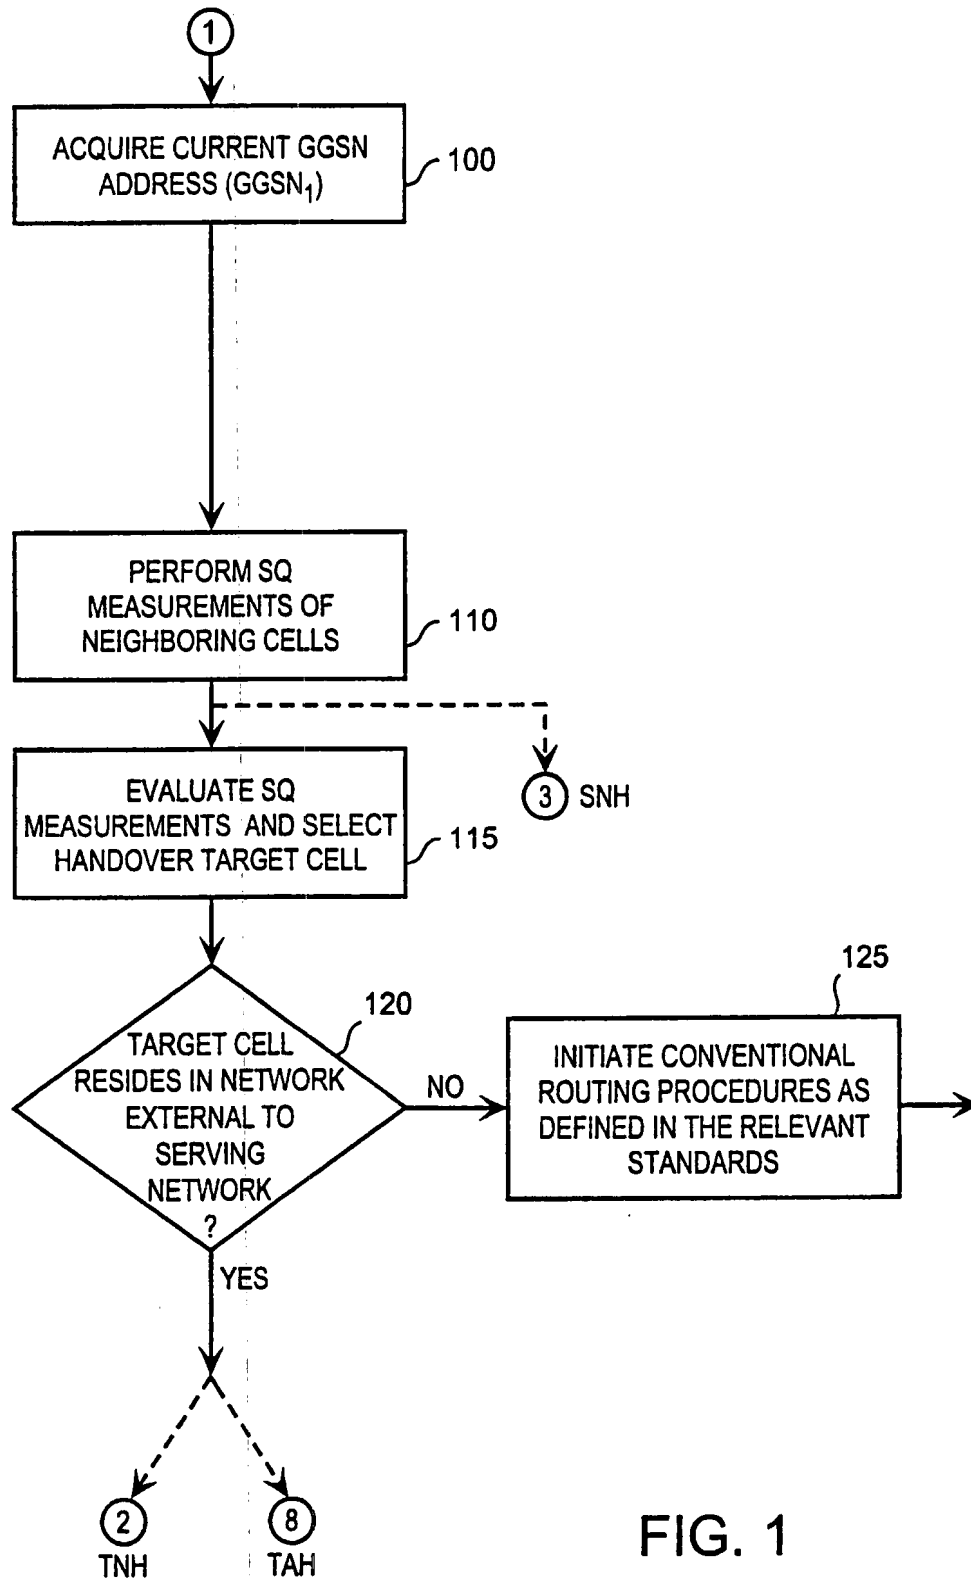 1
ACQUIRE CURRENT GGSN
ADDRESS (GGSN1)
100
PERFORM SQ
MEASUREMENTS OF
NEIGHBORING CELLS
110
3 SNH
EVALUATE SQ
MEASUREMENTS AND SELECT
HANDOVER TARGET CELL
115
120
TARGET CELL
RESIDES IN NETWORK
EXTERNAL TO
SERVING
NETWORK
?
NO
125
INITIATE CONVENTIONAL
ROUTING PROCEDURES AS
DEFINED IN THE RELEVANT
STANDARDS
YES
2
TNH
8
TAH
FIG. 1